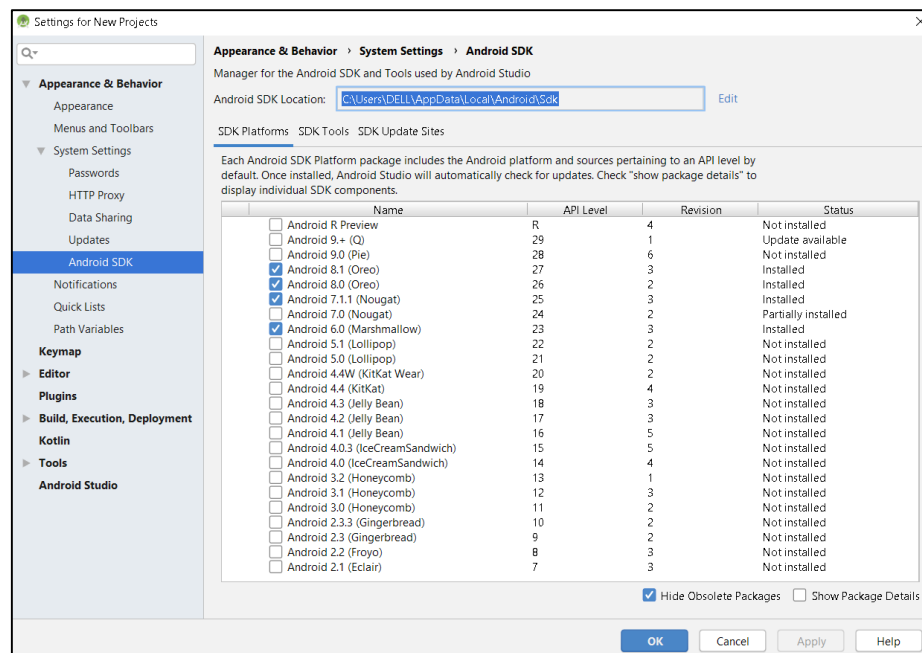 Settings for New Projects
Appearance & Behavior
Appearance
Menus and Toolbars
System Settings
Passwords
HTTP Proxy
Data Sharing
Updates
Android SDK
Notifications
Quick Lists
Path Variables
Keymap
Editor
Plugins
Build, Execution, Deployment
Kotlin
Tools
Android Studio
Appearance & Behavior › System Settings › Android SDK
Manager for the Android SDK and Tools used by Android Studio
Android SDK Location: C:\Users\DELL\AppData\Local\Android\Sdk Edit
SDK Platforms SDK Tools SDK Update Sites
Each Android SDK Platform package includes the Android platform and sources pertaining to an API level by
default. Once installed, Android Studio will automatically check for updates. Check "show package details" to
display individual SDK components.
Name API Level Revision Status
Android R Preview R 4 Not installed
Android 9.+ (Q) 29 1 Update available
Android 9.0 (Pie) 28 6 Not installed
Android 8.1 (Oreo) 27 3 Installed
Android 8.0 (Oreo) 26 2 Installed
Android 7.1.1 (Nougat) 25 3 Installed
Android 7.0 (Nougat) 24 2 Partially installed
Android 6.0 (Marshmallow) 23 3 Installed
Android 5.1 (Lollipop) 22 2 Not installed
Android 5.0 (Lollipop) 21 2 Not installed
Android 4.4W (KitKat Wear) 20 2 Not installed
Android 4.4 (KitKat) 19 4 Not installed
Android 4.3 (Jelly Bean) 18 3 Not installed
Android 4.2 (Jelly Bean) 17 3 Not installed
Android 4.1 (Jelly Bean) 16 5 Not installed
Android 4.0.3 (IceCreamSandwich) 15 5 Not installed
Android 4.0 (IceCreamSandwich) 14 4 Not installed
Android 3.2 (Honeycomb) 13 1 Not installed
Android 3.1 (Honeycomb) 12 3 Not installed
Android 3.0 (Honeycomb) 11 2 Not installed
Android 2.3.3 (Gingerbread) 10 2 Not installed
Android 2.3 (Gingerbread) 9 2 Not installed
Android 2.2 (Froyo) 8 3 Not installed
Android 2.1 (Eclair) 7 3 Not installed
Hide Obsolete Packages Show Package Details
OK Cancel Apply Help